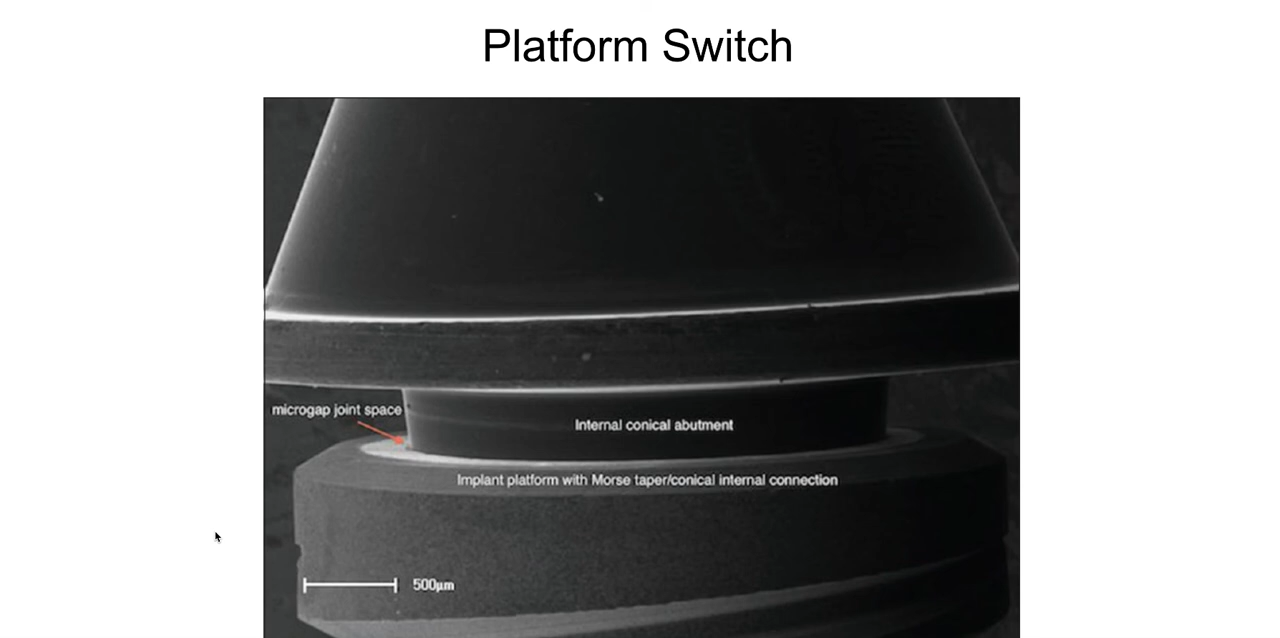 Platform Switch
microgap joint space
Internal conical abutment
Implant platform with Morse taper/conical internal connection
500µm